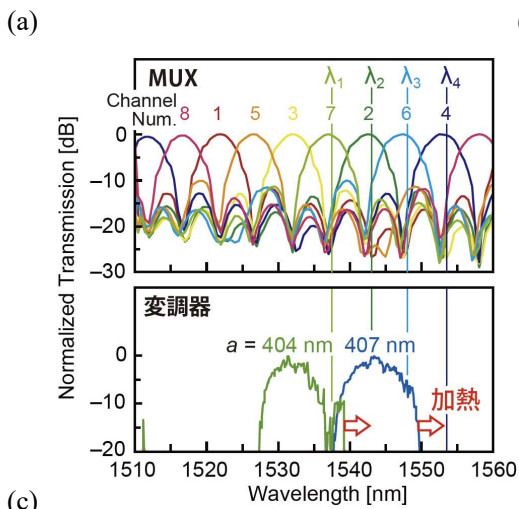 (a)
MUX
λ1 λ2 λ3 λ4
Channel
Num. 8 1 5 3 7 2 6 4
0
−10
−20
−30
Normalized Transmission [dB]
変調器
a = 404 nm 407 nm
0
−10
−20
加熱
1510 1520 1530 1540 1550 1560
Wavelength [nm]
(c)